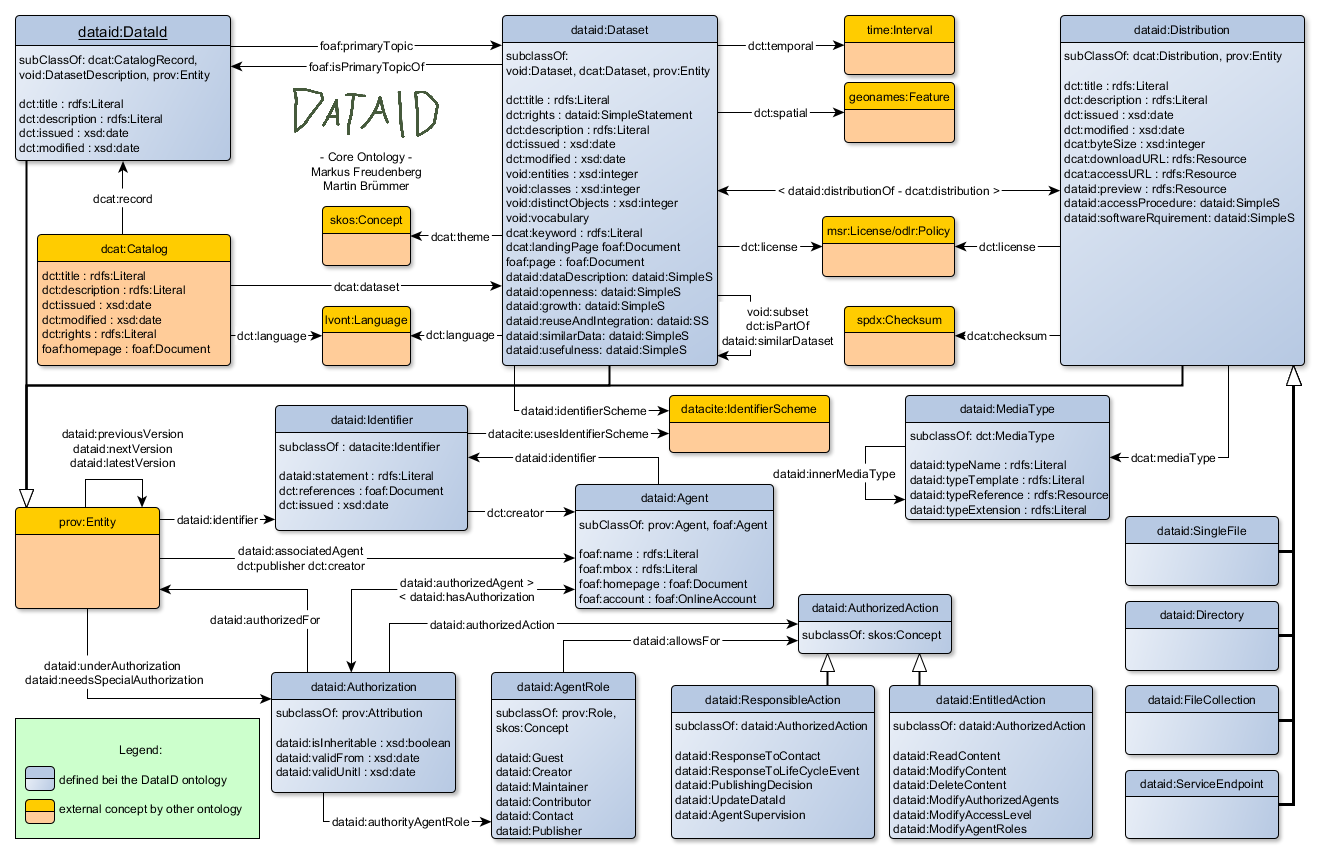 dataid:DataId
subClassOf: dcat:CatalogRecord,
void:DatasetDescription, prov:Entity
dct:title : rdfs:Literal
dct:description : rdfs:Literal
dct:issued : xsd:date
dct:modified : xsd:date
foaf:primaryTopic
foaf:isPrimaryTopicOf
DATAID
- Core Ontology -
Markus Freudenberg
Martin Brümmer
dataid:Dataset
subclassOf:
void:Dataset, dcat:Dataset, prov:Entity
dct:title : rdfs:Literal
dct:rights : dataid:SimpleStatement
dct:description : rdfs:Literal
dct:issued : xsd:date
dct:modified : xsd:date
void:entities : xsd:integer
void:classes : xsd:integer
void:distinctObjects : xsd:integer
void:vocabulary
dcat:keyword : rdfs:Literal
dcat:landingPage foaf:Document
foaf:page : foaf:Document
dataid:dataDescription: dataid:SimpleS
dataid:openness: dataid:SimpleS
dataid:growth: dataid:SimpleS
dataid:reuseAndIntegration: dataid:SS
dataid:similarData: dataid:SimpleS
dataid:usefulness: dataid:SimpleS
dct:temporal
time:Interval
dct:spatial
geonames:Feature
< dataid:distributionOf - dcat:distribution >
dct:license
msr:License/odlr:Policy
dct:license
void:subset
dct:isPartOf
dataid:similarDataset
spdx:Checksum
dcat:checksum
dataid:Distribution
subClassOf: dcat:Distribution, prov:Entity
dct:title : rdfs:Literal
dct:description : rdfs:Literal
dct:issued : xsd:date
dct:modified : xsd:date
dcat:byteSize : xsd:integer
dcat:downloadURL: rdfs:Resource
dcat:accessURL : rdfs:Resource
dataid:preview : rdfs:Resource
dataid:accessProcedure: dataid:SimpleS
dataid:softwareRquirement: dataid:SimpleS
dcat:record
dcat:Catalog
dct:title : rdfs:Literal
dct:description : rdfs:Literal
dct:issued : xsd:date
dct:modified : xsd:date
dct:rights : rdfs:Literal
foaf:homepage : foaf:Document
skos:Concept
dcat:theme
dcat:dataset
dct:language
lvont:Language
dct:language
dataid:identifierScheme
datacite:usesIdentifierScheme
datacite:IdentifierScheme
dataid:Identifier
subclassOf : datacite:Identifier
dataid:statement : rdfs:Literal
dct:references : foaf:Document
dct:issued : xsd:date
dataid:identifier
dct:creator
dataid:MediaType
subclassOf: dct:MediaType
dataid:typeName : rdfs:Literal
dataid:typeTemplate : rdfs:Literal
dataid:typeReference : rdfs:Resource
dataid:typeExtension : rdfs:Literal
dataid:innerMediaType
dcat:mediaType
dataid:previousVersion
dataid:nextVersion
dataid:latestVersion
prov:Entity
dataid:identifier
dataid:associatedAgent
dct:publisher dct:creator
dataid:Agent
subClassOf: prov:Agent, foaf:Agent
foaf:name : rdfs:Literal
foaf:mbox : rdfs:Literal
foaf:homepage : foaf:Document
foaf:account : foaf:OnlineAccount
dataid:authorizedAgent >
< dataid:hasAuthorization
dataid:authorizedFor
dataid:authorizedAction
dataid:allowsFor
dataid:AuthorizedAction
subclassOf: skos:Concept
dataid:underAuthorization
dataid:needsSpecialAuthorization
dataid:Authorization
subclassOf: prov:Attribution
dataid:isInheritable : xsd:boolean
dataid:validFrom : xsd:date
dataid:validUnitl : xsd:date
dataid:authorityAgentRole
dataid:AgentRole
subclassOf: prov:Role,
skos:Concept
dataid:Guest
dataid:Creator
dataid:Maintainer
dataid:Contributor
dataid:Contact
dataid:Publisher
dataid:ResponsibleAction
subclassOf: dataid:AuthorizedAction
dataid:ResponseToContact
dataid:ResponseToLifeCycleEvent
dataid:PublishingDecision
dataid:UpdateDataId
dataid:AgentSupervision
dataid:EntitledAction
subclassOf: dataid:AuthorizedAction
dataid:ReadContent
dataid:ModifyContent
dataid:DeleteContent
dataid:ModifyAuthorizedAgents
dataid:ModifyAccessLevel
dataid:ModifyAgentRoles
dataid:SingleFile
dataid:Directory
dataid:FileCollection
dataid:ServiceEndpoint
Legend:
defined bei the DataID ontology
external concept by other ontology